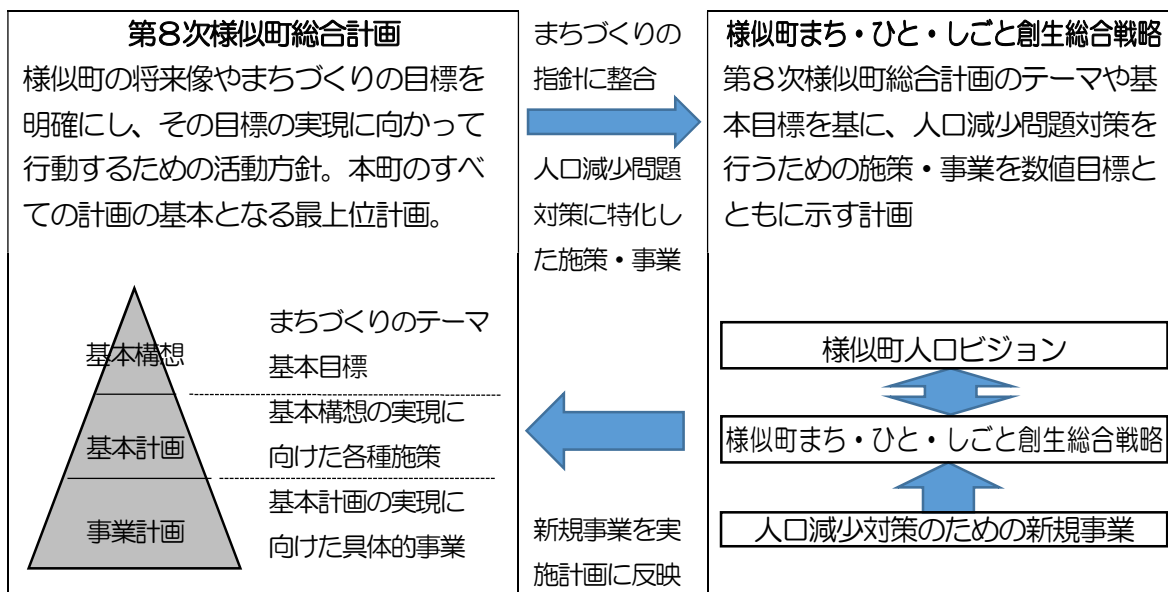 第8次様似町総合計画
様似町の将来像やまちづくりの目標を
明確にし、その目標の実現に向かって
行動するための活動方針。本町のすべ
ての計画の基本となる最上位計画。
まちづくりの
指針に整合
人口減少問題
対策に特化し
た施策・事業
様似町まち・ひと・しごと創生総合戦略
第8次様似町総合計画のテーマや基
本目標を基に、人口減少問題対策を
行うための施策・事業を数値目標と
ともに示す計画
基本構想
まちづくりのテーマ
基本目標
基本計画
基本構想の実現に
向けた各種施策
事業計画
基本計画の実現に
向けた具体的事業
新規事業を実
施計画に反映
様似町人口ビジョン
様似町まち・ひと・しごと創生総合戦略
人口減少対策のための新規事業